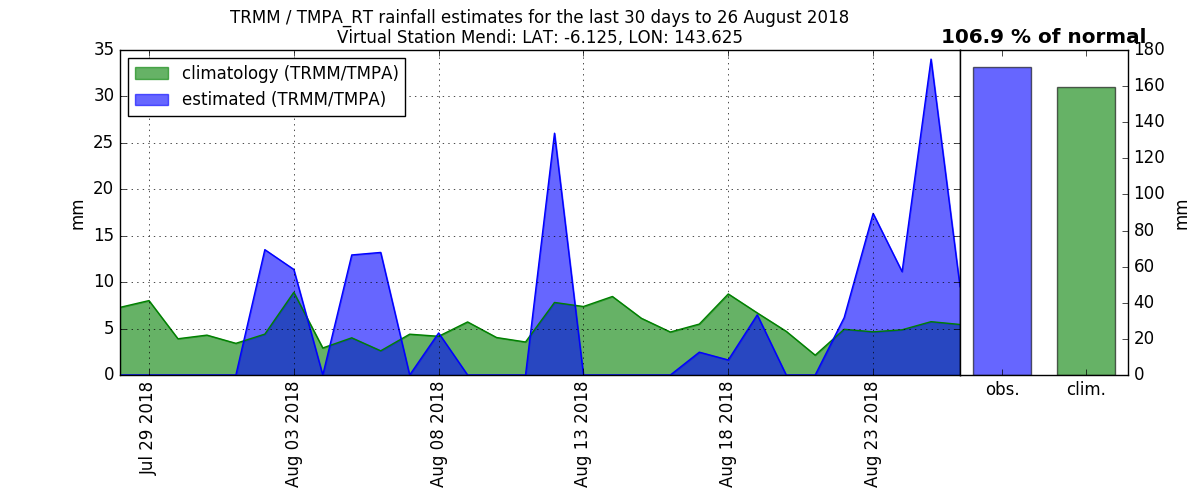 TRMM / TMPA_RT rainfall estimates for the last 30 days to 26 August 2018
Virtual Station Mendi: LAT: -6.125, LON: 143.625
106.9 % of normal
climatology (TRMM/TMPA)
estimated (TRMM/TMPA)
mm
35
30
25
20
15
10
5
0
Jul 29 2018
Aug 03 2018
Aug 08 2018
Aug 13 2018
Aug 18 2018
Aug 23 2018
obs.
clim.
180
160
140
120
100
80
60
40
20
0
mm